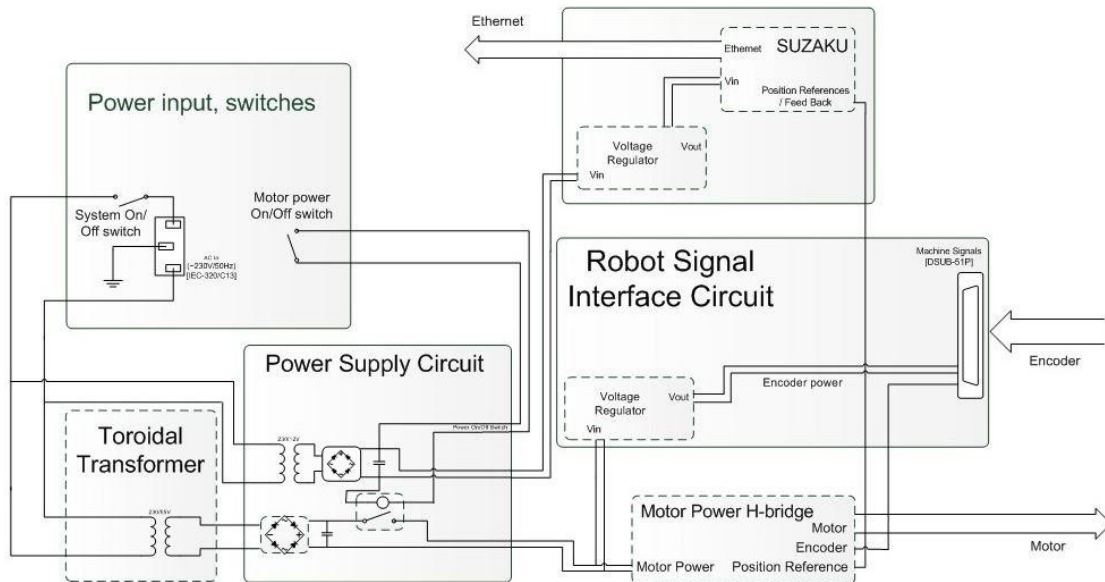 Ethernet
Ethernet
SUZAKU
Vin
Position References
/ Feed Back
Voltage
Regulator
Vout
Vin
Power input, switches
System On/
Off switch
Motor power
On/Off switch
AC In
(~230V/50Hz)
[IEC-320/C13]
Robot Signal
Interface Circuit
Machine Signals
[DSUB-51P]
Encoder
Encoder power
Voltage
Regulator
Vout
Vin
Power Supply Circuit
Power On/Off Switch
Toroidal
Transformer
Motor Power H-bridge
Motor
Encoder
Motor Power
Position Reference
Motor